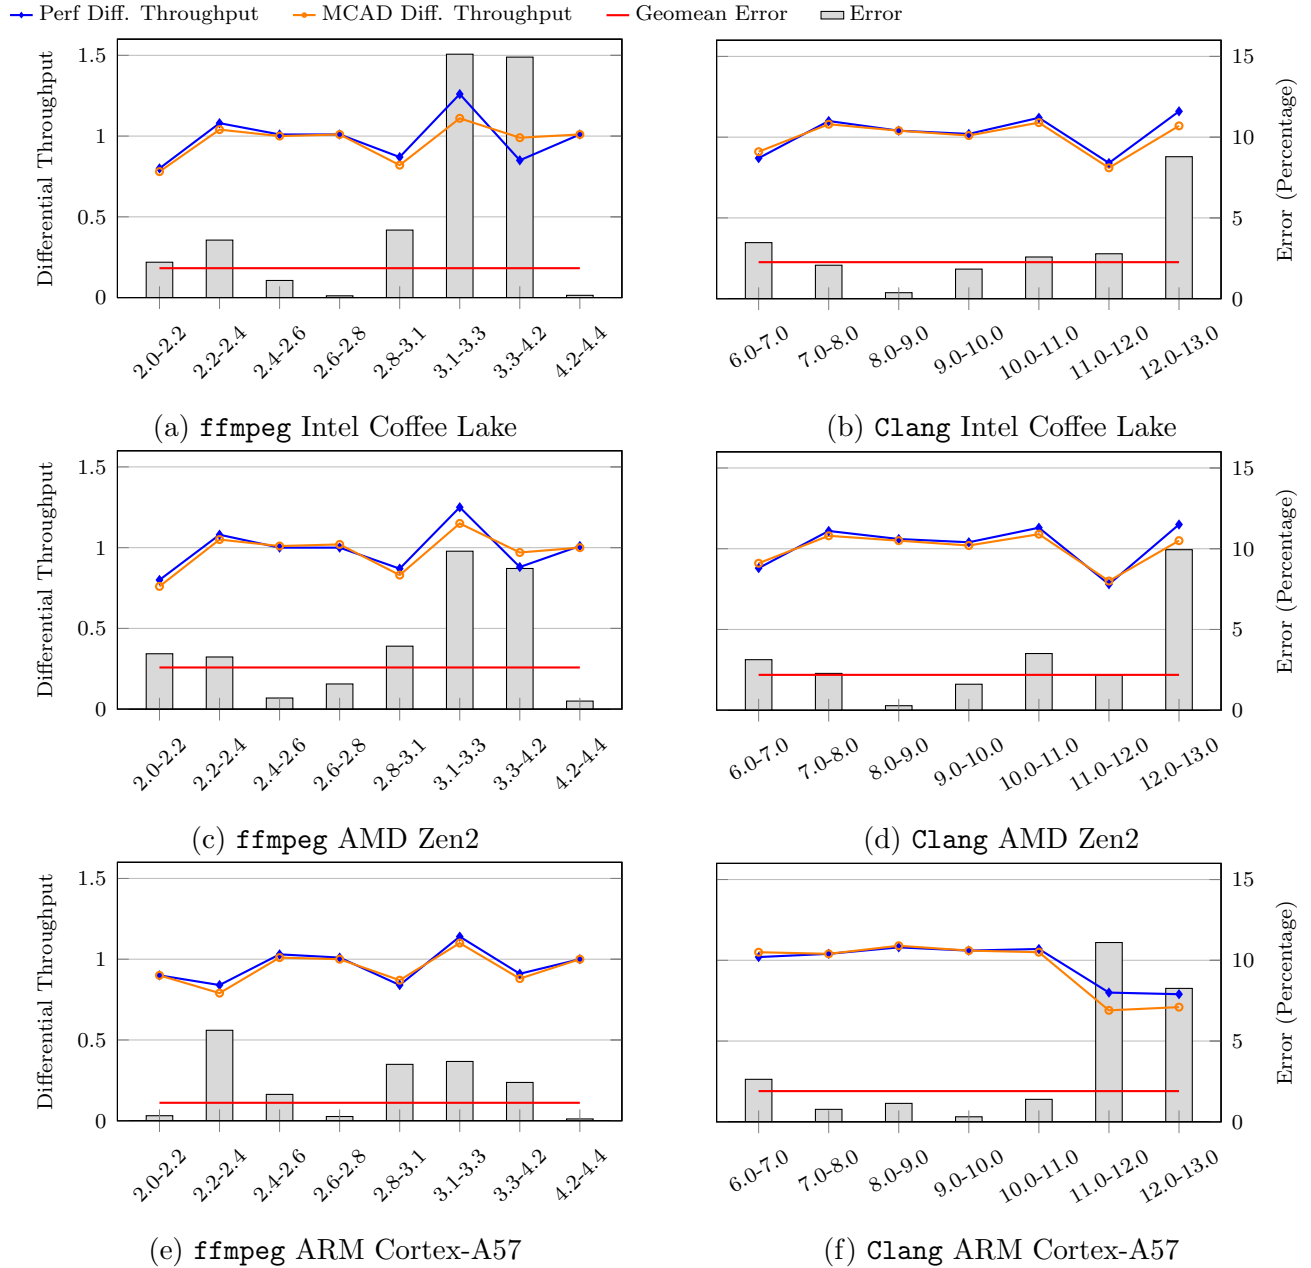 Perf Diff. Throughput MCAD Diff. Throughput Geomean Error Error
Differential Throughput
1.5
1
0.5
0
2.0-2.2 2.2-2.4 2.4-2.6 2.6-2.8 2.8-3.1 3.1-3.3 3.3-4.2 4.2-4.4
(a) ffmpeg Intel Coffee Lake
15
10
5
0
Error (Percentage)
6.0-7.0 7.0-8.0 8.0-9.0 9.0-10.0 10.0-11.0 11.0-12.0 12.0-13.0
(b) Clang Intel Coffee Lake
Differential Throughput
1.5
1
0.5
0
2.0-2.2 2.2-2.4 2.4-2.6 2.6-2.8 2.8-3.1 3.1-3.3 3.3-4.2 4.2-4.4
(c) ffmpeg AMD Zen2
15
10
5
0
Error (Percentage)
6.0-7.0 7.0-8.0 8.0-9.0 9.0-10.0 10.0-11.0 11.0-12.0 12.0-13.0
(d) Clang AMD Zen2
Differential Throughput
1.5
1
0.5
0
2.0-2.2 2.2-2.4 2.4-2.6 2.6-2.8 2.8-3.1 3.1-3.3 3.3-4.2 4.2-4.4
(e) ffmpeg ARM Cortex-A57
15
10
5
0
Error (Percentage)
6.0-7.0 7.0-8.0 8.0-9.0 9.0-10.0 10.0-11.0 11.0-12.0 12.0-13.0
(f) Clang ARM Cortex-A57